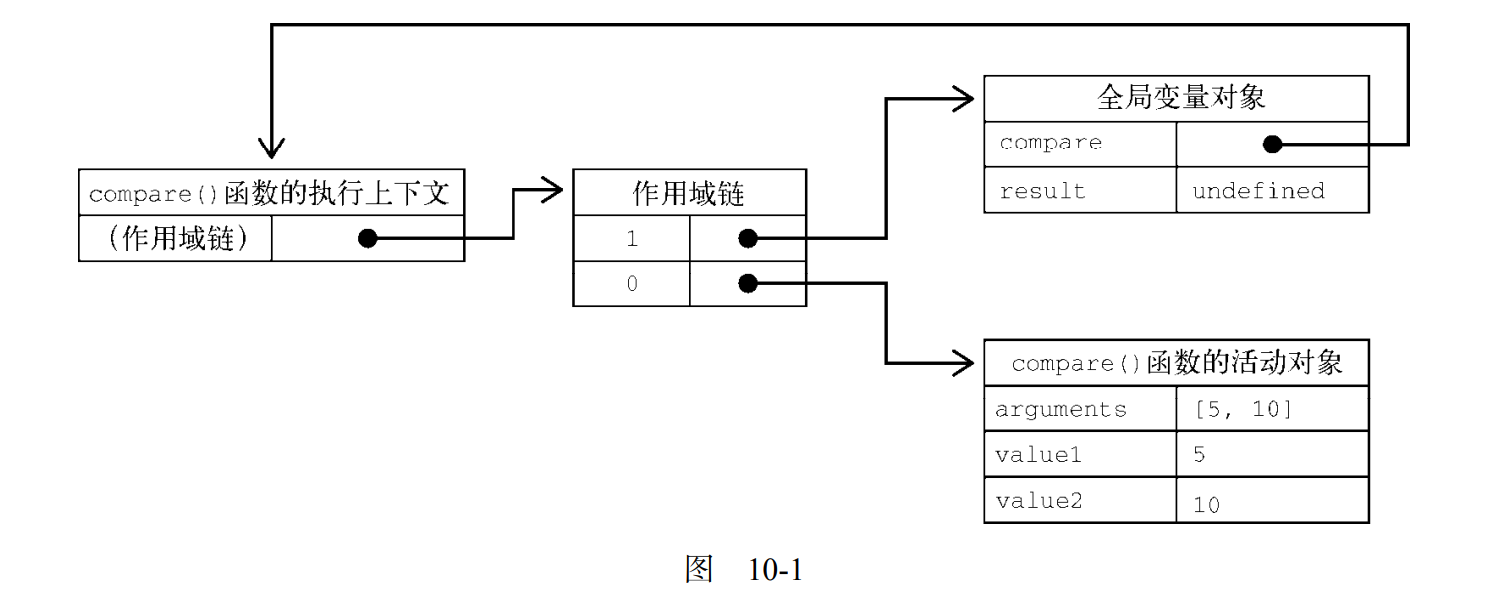 全局变量对象
compare
result undefined
compare()函数的执行上下文
(作用域链)
作用域链
1
0
compare()函数的活动对象
arguments [5, 10]
value1 5
value2 10
图 10-1